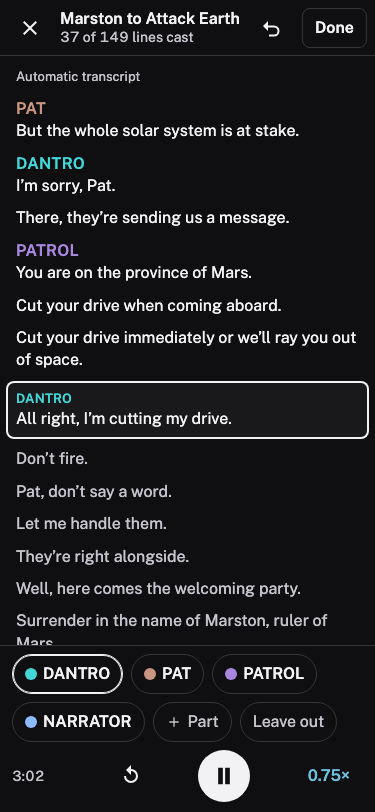 Marston to Attack Earth
37 of 149 lines cast
Done
Automatic transcript
PAT
But the whole solar system is at stake.
DANTRO
I'm sorry, Pat.
There, they're sending us a message.
PATROL
You are on the province of Mars.
Cut your drive when coming aboard.
Cut your drive immediately or we'll ray you out
of space.
DANTRO
All right, I'm cutting my drive.
Don't fire.
Pat, don't say a word.
Let me handle them.
They're right alongside.
Well, here comes the welcoming party.
Surrender in the name of Marston, ruler of
Mars
DANTRO
PAT
PATROL
NARRATOR
+ Part
Leave out
3:02
0.75×